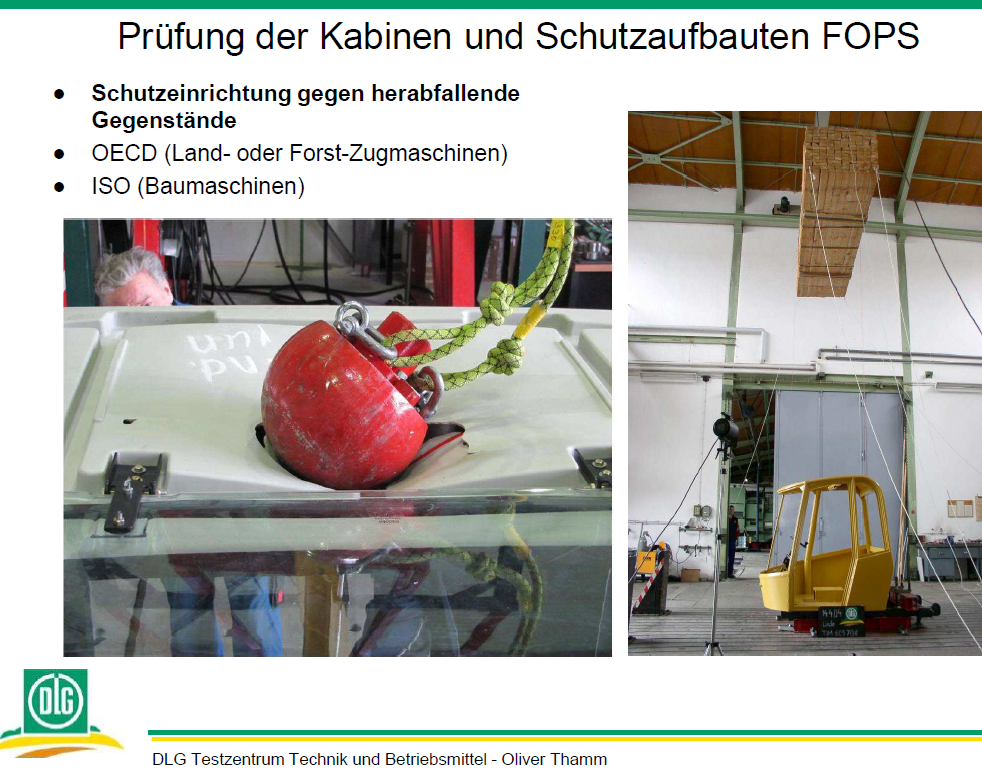 Prüfung der Kabinen und Schutzaufbauten FOPS
● Schutzeinrichtung gegen herabfallende
Gegenstände
● OECD (Land- oder Forst-Zugmaschinen)
● ISO (Baumaschinen)
DLG
DLG Testzentrum Technik und Betriebsmittel - Oliver Thamm